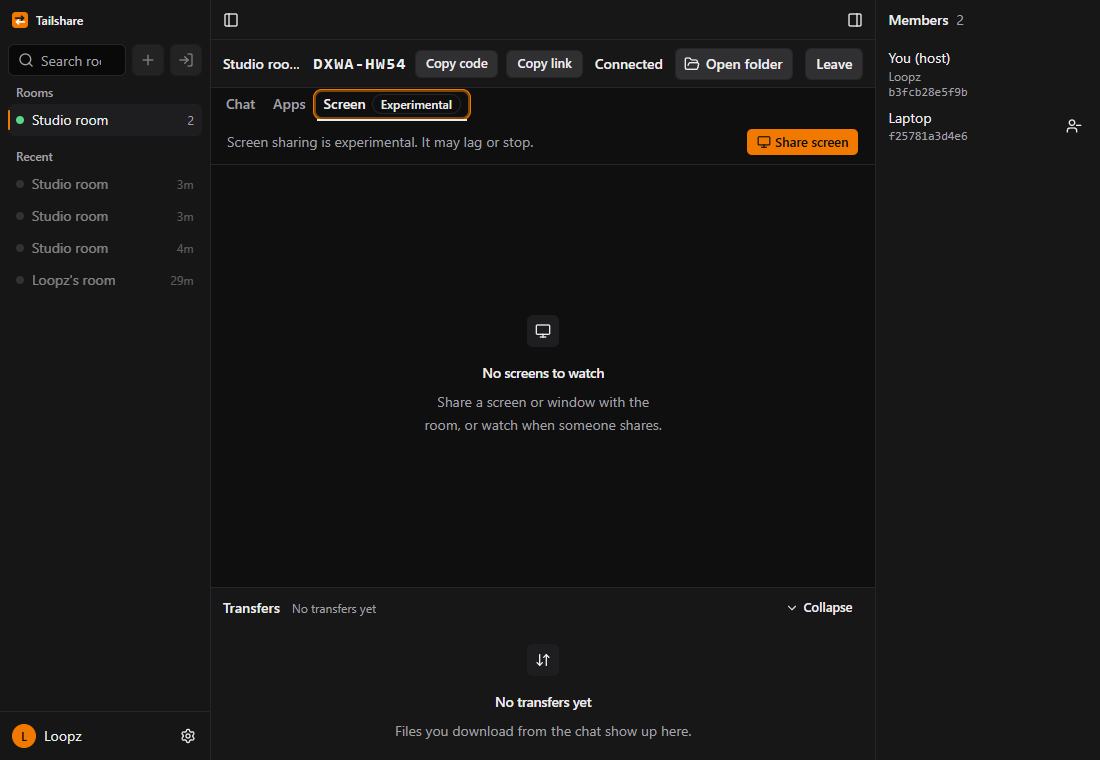 Tailshare
Search ro
Rooms
Studio room 2
Recent
Studio room 3m
Studio room 3m
Studio room 4m
Loopz's room 29m
L Loopz
Studio roo... DXWA-HW54 Copy code Copy link Connected Open folder Leave
Chat Apps Screen Experimental
Screen sharing is experimental. It may lag or stop. Share screen
No screens to watch
Share a screen or window with the
room, or watch when someone shares.
Transfers No transfers yet Collapse
No transfers yet
Files you download from the chat show up here.
Members 2
You (host)
Loopz
b3fcb28e5f9b
Laptop
f25781a3d4e6